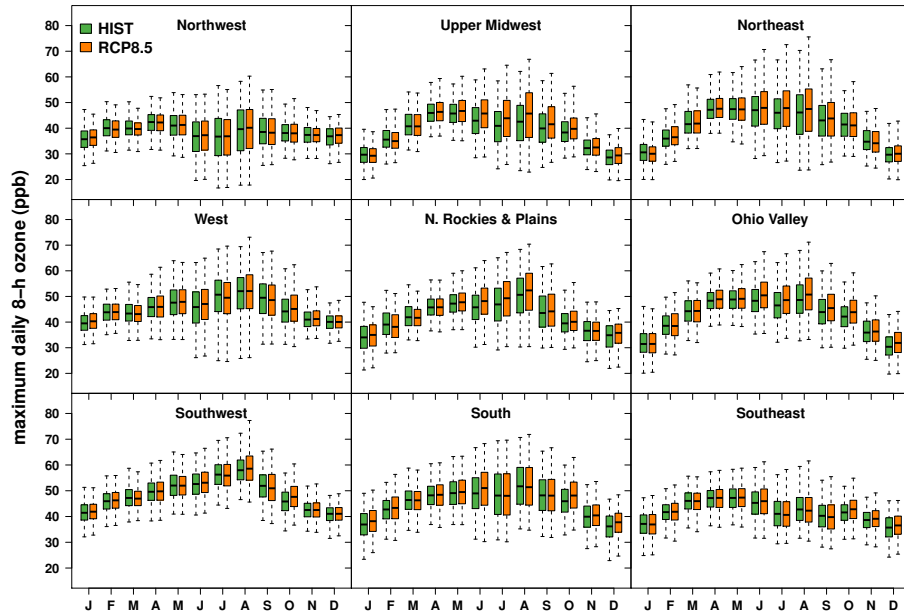 Northwest
Upper Midwest
Northeast
HIST
RCP8.5
80
70
60
50
40
30
20
West
N. Rockies & Plains
Ohio Valley
80
70
60
50
40
30
20
Southwest
South
Southeast
80
70
60
50
40
30
20
maximum daily 8-h ozone (ppb)
J F M A M J J A S O N D J F M A M J J A S O N D J F M A M J J A S O N D